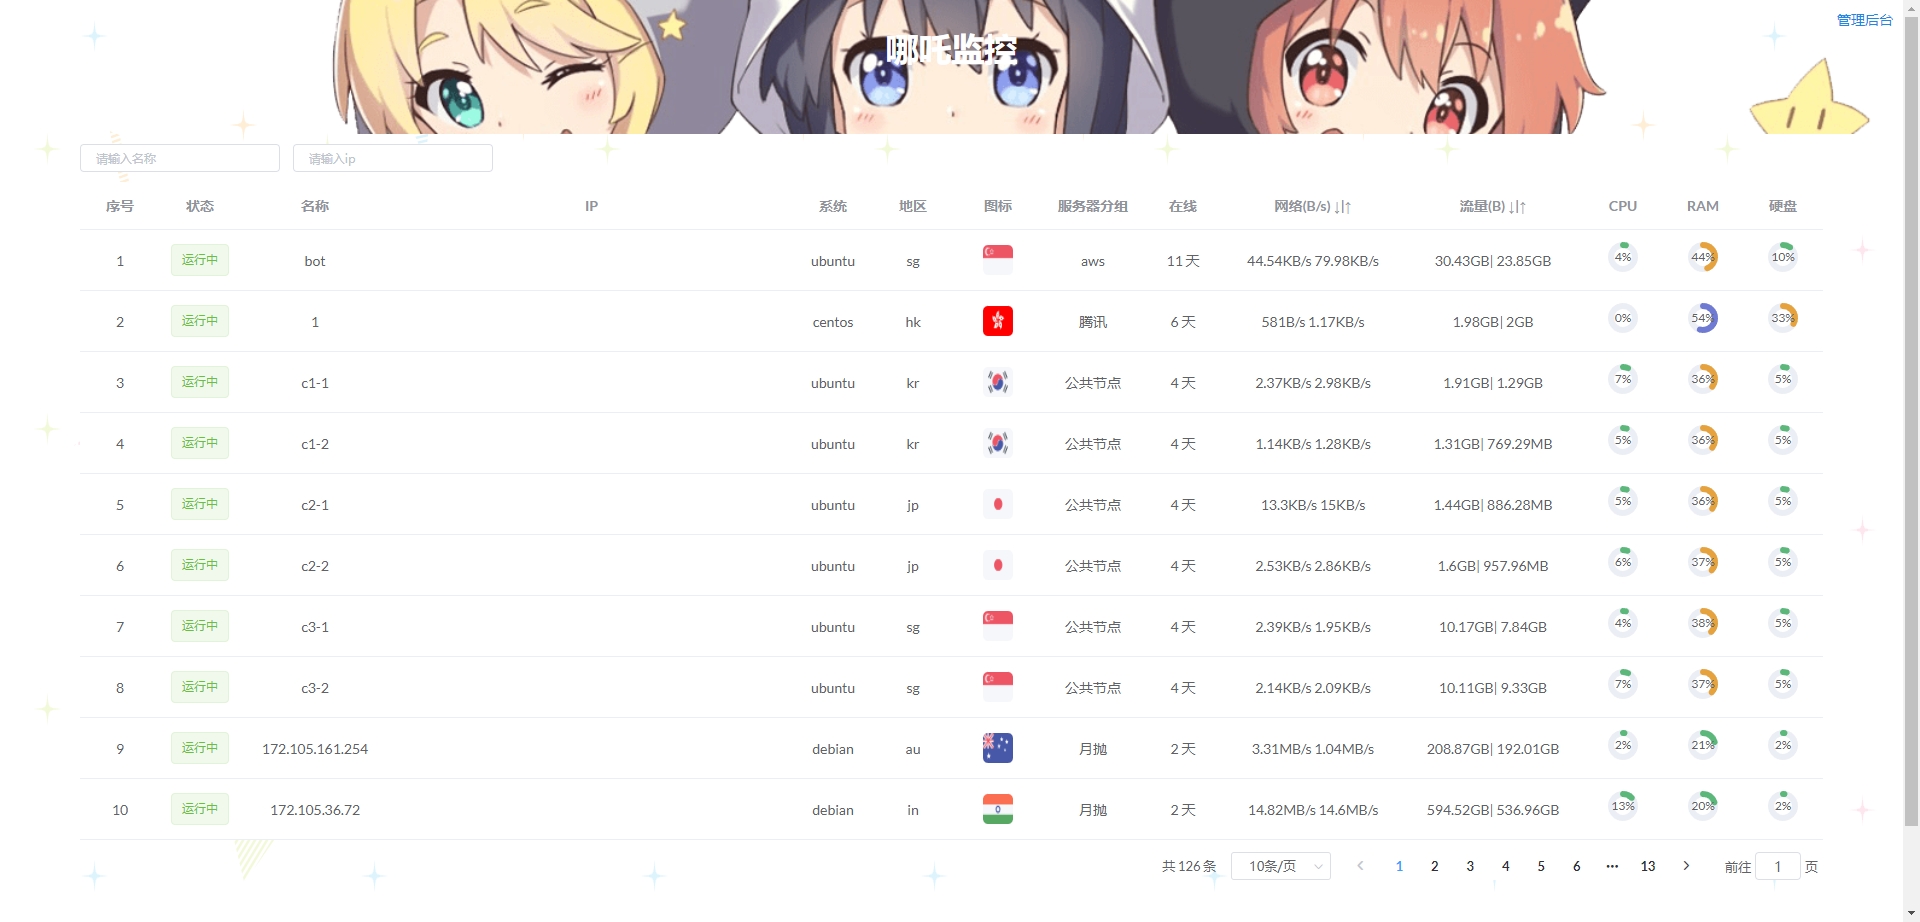 管理后台
哪吒监控
请输入名称 请输入ip
序号 状态 名称 IP 系统 地区 图标 服务器分组 在线 网络(B/s)↓|↑ 流量(B)↓|↑ CPU RAM 硬盘
1 运行中 bot ubuntu sg aws 11 天 44.54KB/s 79.98KB/s 30.43GB| 23.85GB 4% 44% 10%
2 运行中 1 centos hk 腾讯 6 天 581B/s 1.17KB/s 1.98GB| 2GB 0% 54% 33%
3 运行中 c1-1 ubuntu kr 公共节点 4 天 2.37KB/s 2.98KB/s 1.91GB| 1.29GB 7% 36% 5%
4 运行中 c1-2 ubuntu kr 公共节点 4 天 1.14KB/s 1.28KB/s 1.31GB| 769.29MB 5% 36% 5%
5 运行中 c2-1 ubuntu jp 公共节点 4 天 13.3KB/s 15KB/s 1.44GB| 886.28MB 5% 36% 5%
6 运行中 c2-2 ubuntu jp 公共节点 4 天 2.53KB/s 2.86KB/s 1.6GB| 957.96MB 6% 37% 5%
7 运行中 c3-1 ubuntu sg 公共节点 4 天 2.39KB/s 1.95KB/s 10.17GB| 7.84GB 4% 38% 5%
8 运行中 c3-2 ubuntu sg 公共节点 4 天 2.14KB/s 2.09KB/s 10.11GB| 9.33GB 7% 37% 5%
9 运行中 172.105.161.254 debian au 月抛 2 天 3.31MB/s 1.04MB/s 208.87GB| 192.01GB 2% 21% 2%
10 运行中 172.105.36.72 debian in 月抛 2 天 14.82MB/s 14.6MB/s 594.52GB| 536.96GB 13% 20% 2%
共 126 条 10条/页 1 2 3 4 5 6 ••• 13 前往 1 页